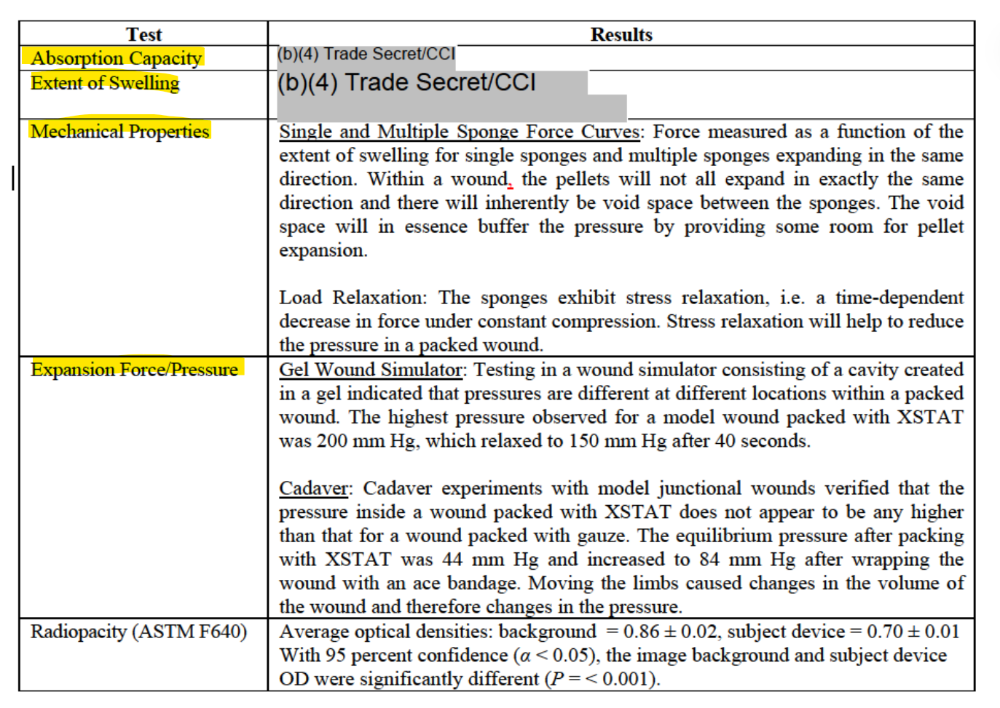 Test Results
Absorption Capacity (b)(4) Trade Secret/CCI
Extent of Swelling (b)(4) Trade Secret/CCI
Mechanical Properties Single and Multiple Sponge Force Curves: Force measured as a function of the
extent of swelling for single sponges and multiple sponges expanding in the same
direction. Within a wound, the pellets will not all expand in exactly the same
direction and there will inherently be void space between the sponges. The void
space will in essence buffer the pressure by providing some room for pellet
expansion.
Load Relaxation: The sponges exhibit stress relaxation, i.e. a time-dependent
decrease in force under constant compression. Stress relaxation will help to reduce
the pressure in a packed wound.
Expansion Force/Pressure Gel Wound Simulator: Testing in a wound simulator consisting of a cavity created
in a gel indicated that pressures are different at different locations within a packed
wound. The highest pressure observed for a model wound packed with XSTAT
was 200 mm Hg, which relaxed to 150 mm Hg after 40 seconds.
Cadaver: Cadaver experiments with model junctional wounds verified that the
pressure inside a wound packed with XSTAT does not appear to be any higher
than that for a wound packed with gauze. The equilibrium pressure after packing
with XSTAT was 44 mm Hg and increased to 84 mm Hg after wrapping the
wound with an ace bandage. Moving the limbs caused changes in the volume of
the wound and therefore changes in the pressure.
Radiopacity (ASTM F640) Average optical densities: background = 0.86 ± 0.02, subject device = 0.70 ± 0.01
With 95 percent confidence (α < 0.05), the image background and subject device
OD were significantly different (P = < 0.001).